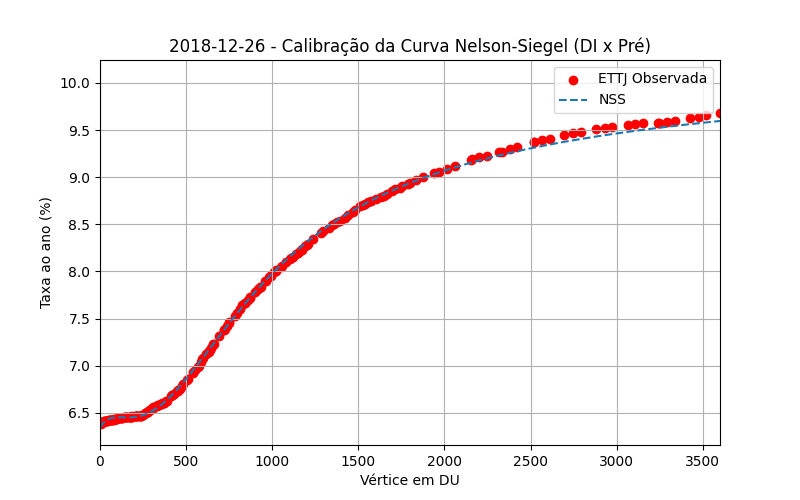 2018-12-26 - Calibração da Curva Nelson-Siegel (DI x Pré)
ETTJ Observada
NSS
10.0
9.5
9.0
8.5
8.0
7.5
7.0
6.5
Taxa ao ano (%)
0 500 1000 1500 2000 2500 3000 3500
Vértice em DU